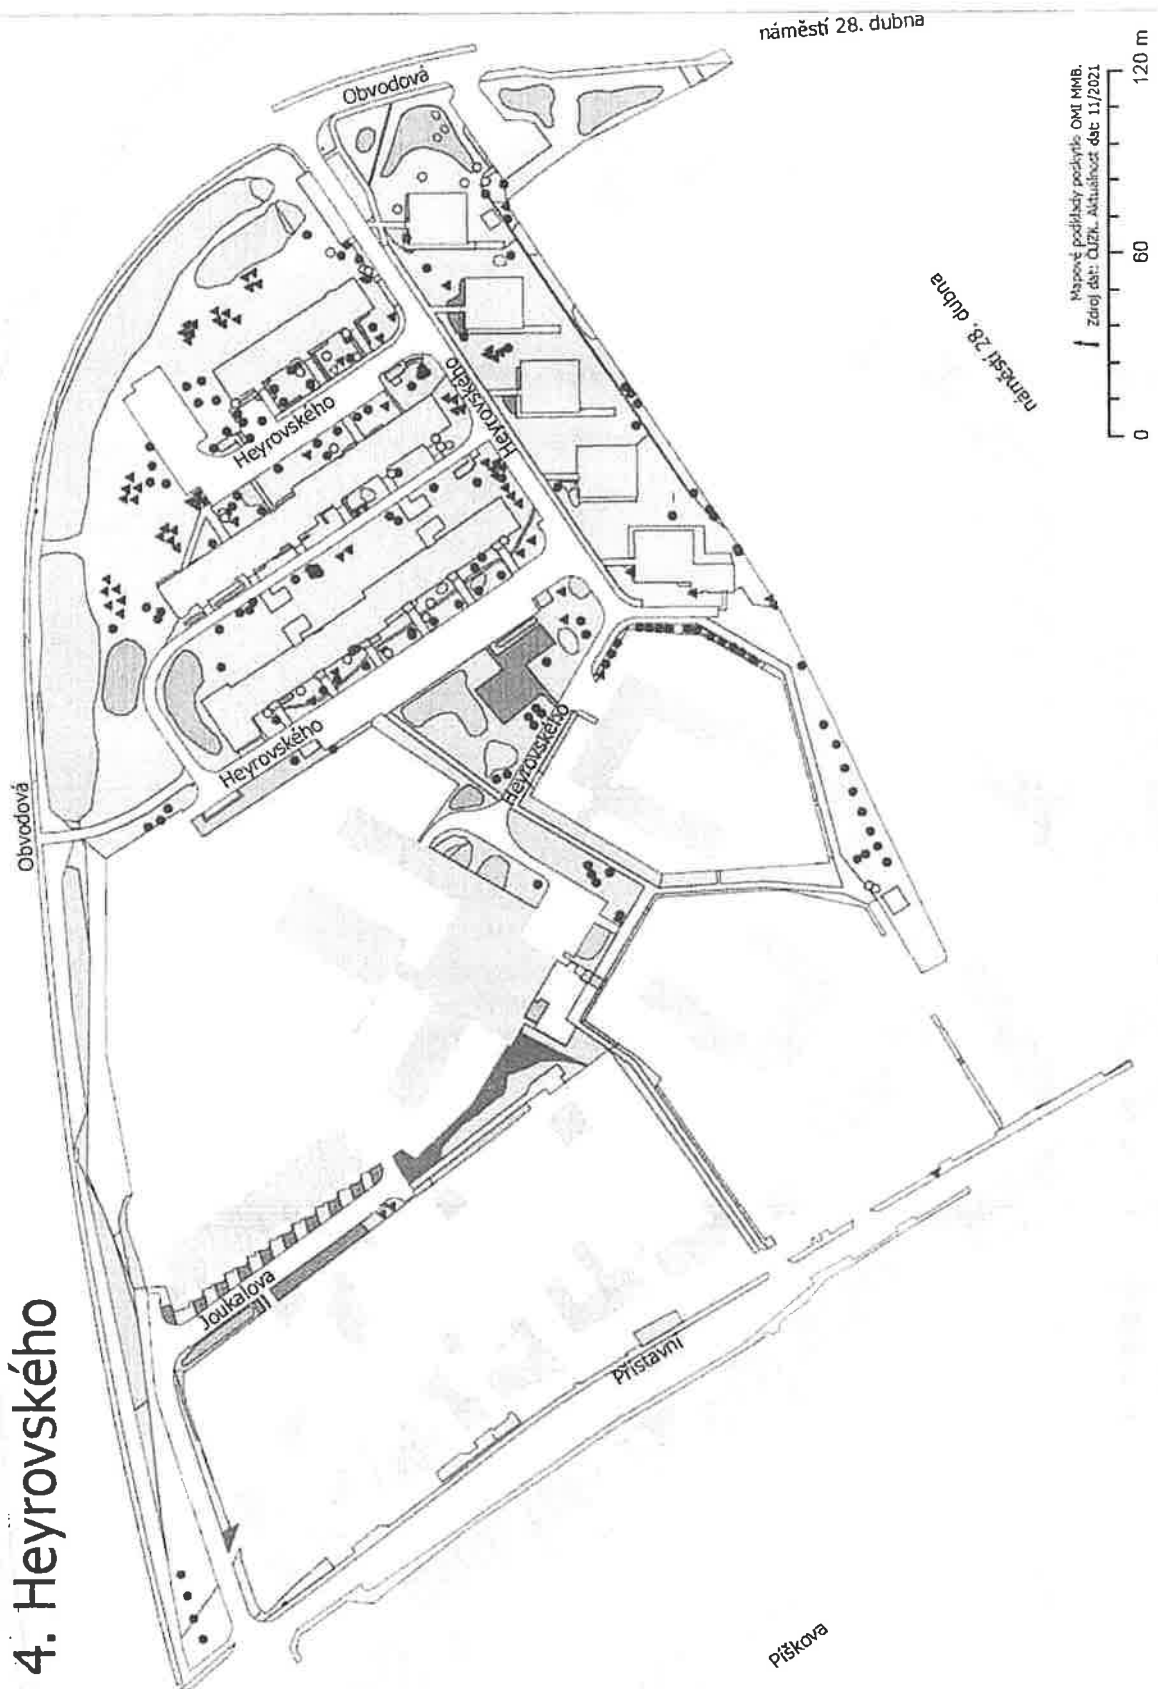 4. Heyrovského
náměstí 28. dubna
Obvodová
Heyrovského
Heyrovského
Heyrovského
Heyrovského
Obvodová
Joukalova
Přístavní
Píškova
náměstí 28. dubna
Mapové podklady poskytlo OMI MMB.
Zdroj dat: ČÚZK. Aktuálnost dat: 11/2021
0 60 120 m